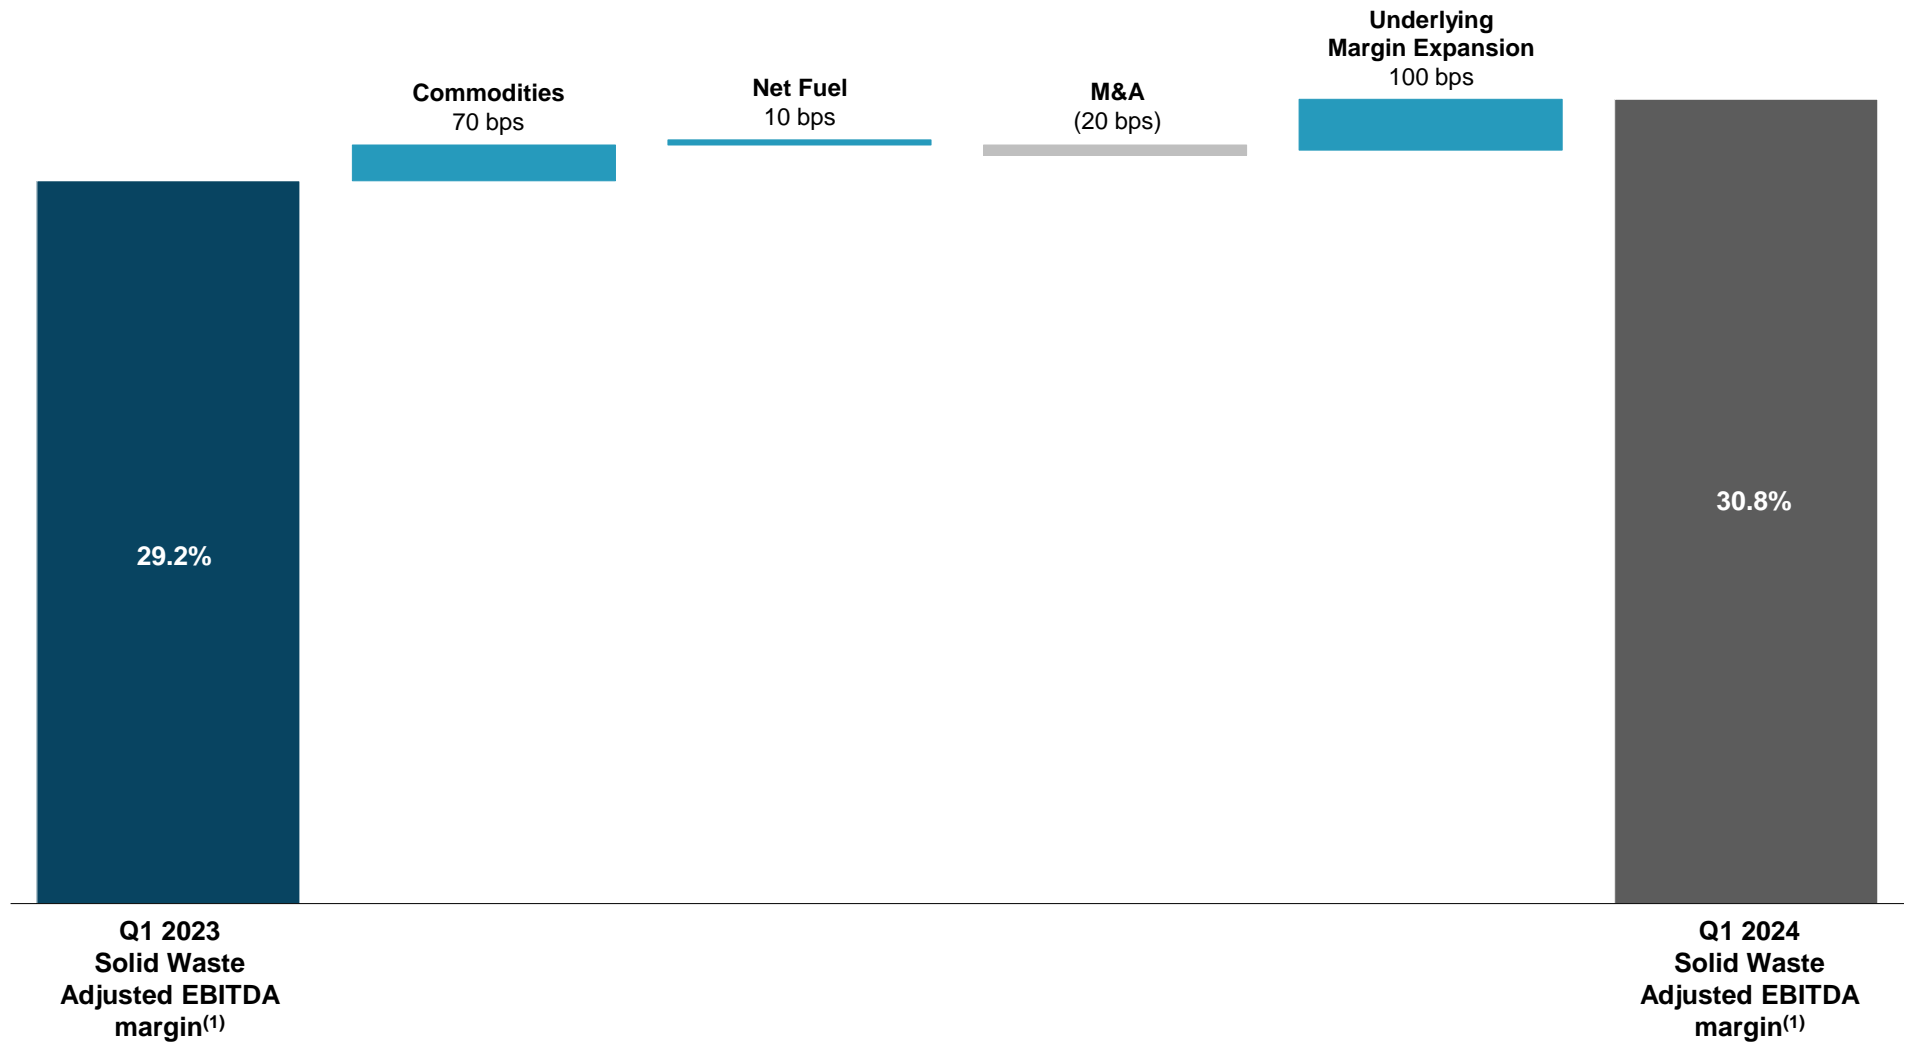 Underlying
Margin Expansion
100 bps
Commodities
70 bps
Net Fuel
10 bps
M&A
(20 bps)
29.2%
30.8%
Q1 2023
Solid Waste
Adjusted EBITDA
margin(1)
Q1 2024
Solid Waste
Adjusted EBITDA
margin(1)